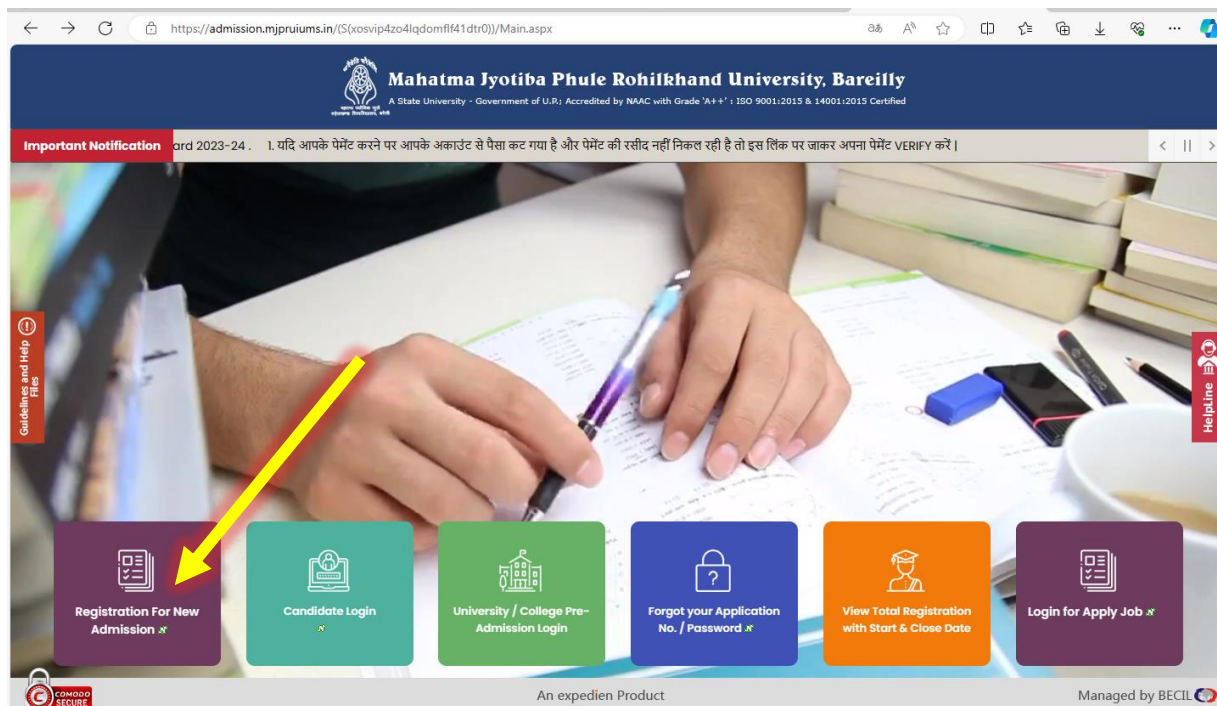 https://admission.mjpruiums.in/(S(xosvip4zo4lqdomflf41dtr0))/Main.aspx
Mahatma Jyotiba Phule Rohilkhand University, Bareilly
A State University - Government of U.P.; Accredited by NAAC with Grade 'A++' ; ISO 9001:2015 & 14001:2015 Certified
Important Notification ard 2023-24 . 1. यदि आपके पेमेंट करने पर आपके अकाउंट से पैसा कट गया है और पेमेंट की रसीद नहीं निकल रही है तो इस लिंक पर जाकर अपना पेमेंट VERIFY करें |
Guidelines and Help
Files
HelpLine
Registration For New
Admission
Candidate Login
University / College Pre-
Admission Login
Forgot your Application
No. / Password
View Total Registration
with Start & Close Date
Login for Apply Job
COMODO
SECURE
An expedien Product
Managed by BECIL